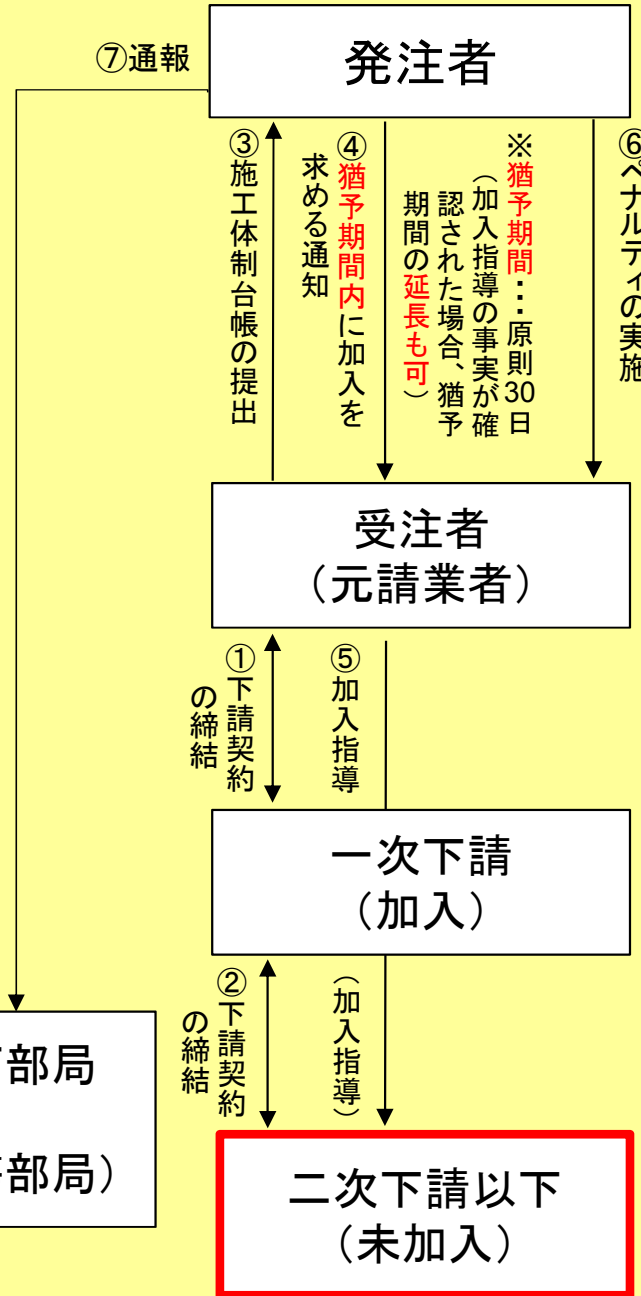 発注者
⑦通報
③施工体制台帳の提出
④猶予期間内に加入を
求める通知
※猶予期間・・・原則30日
（加入指導の事実が確
認された場合、猶予
期間の延長も可）
⑥ペナルティの実施
受注者
（元請業者）
①下請契約
の締結
⑤加入指導
一次下請
（加入）
②下請契約
の締結
（加入指導）
部局
部局）
二次下請以下
（未加入）